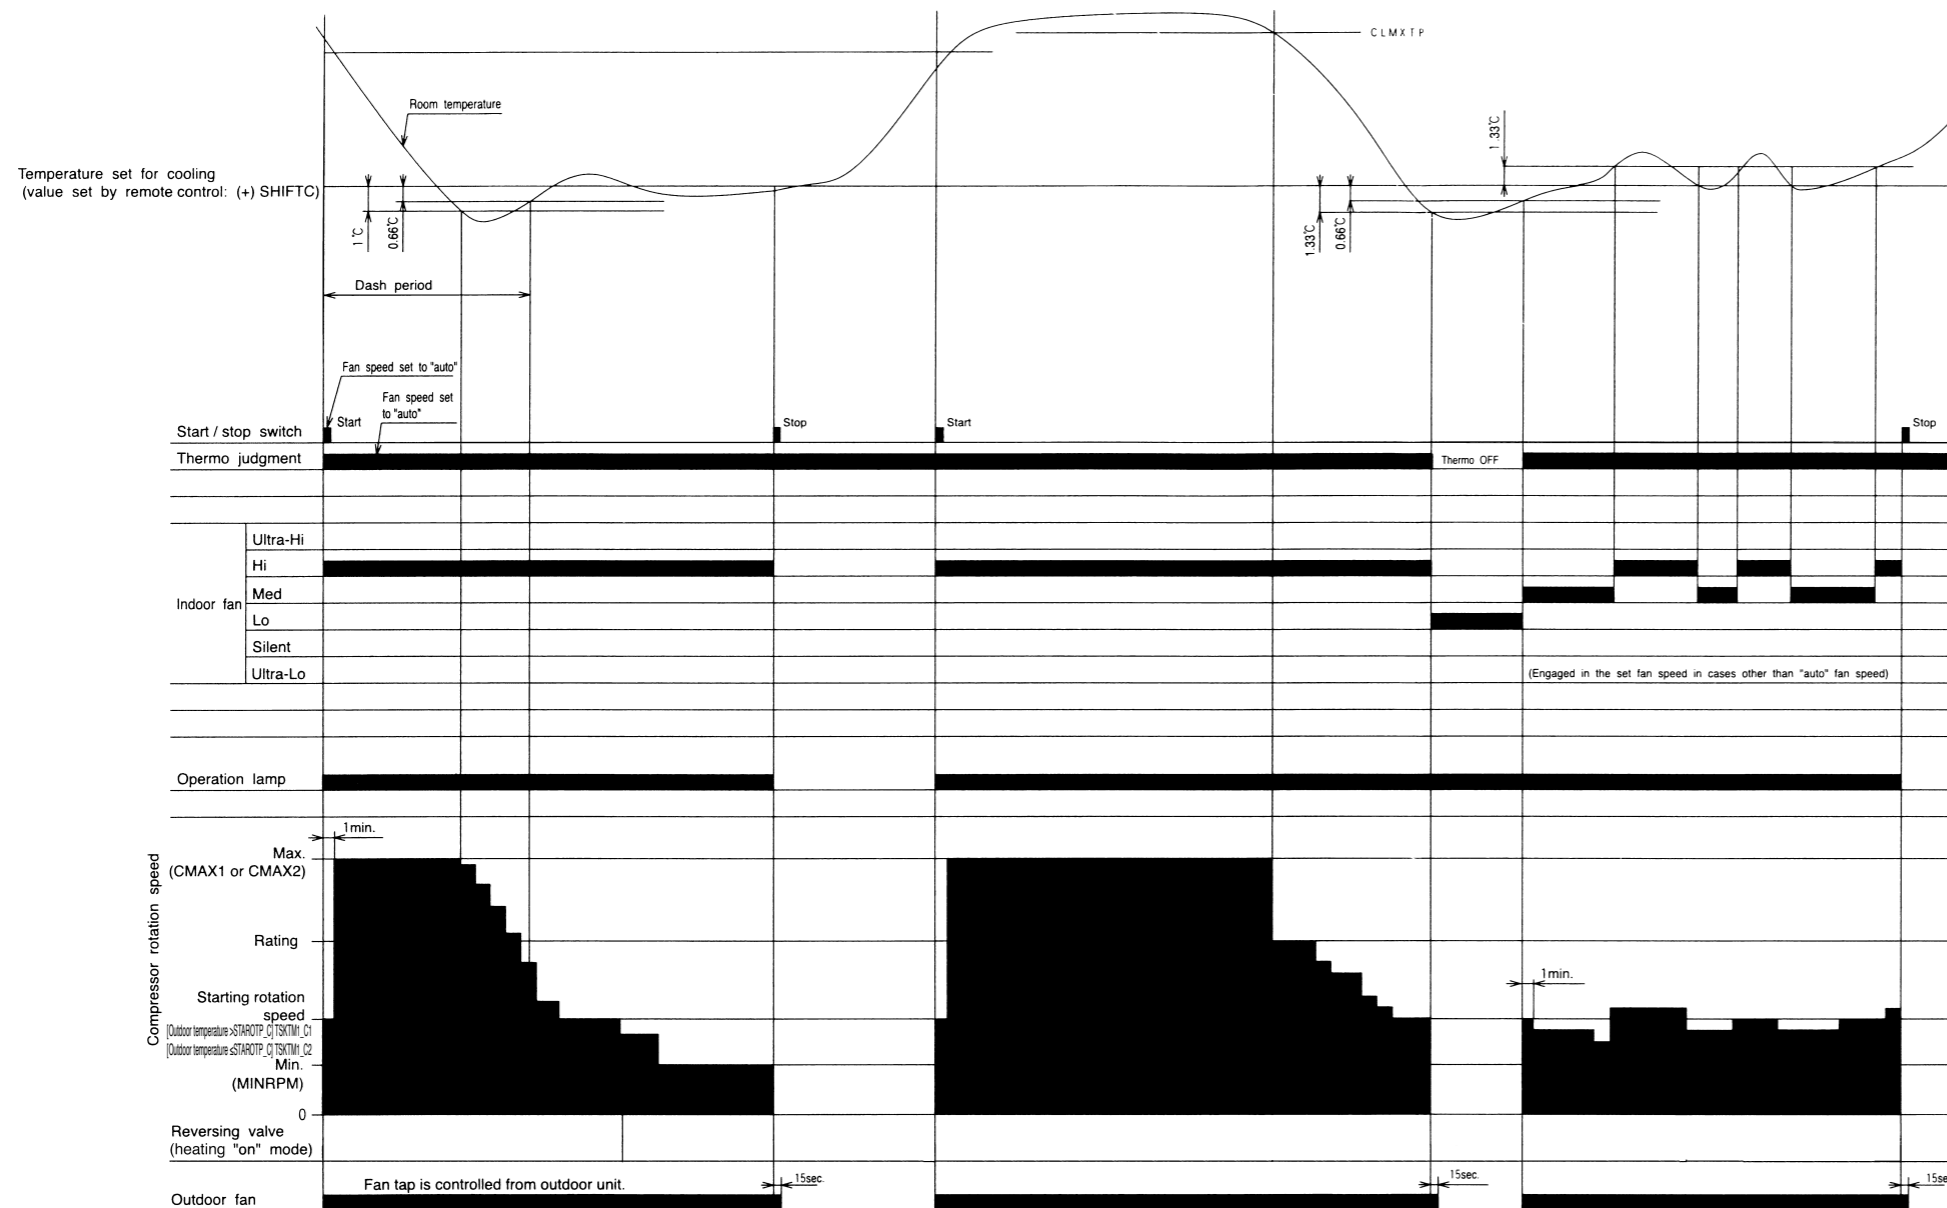 CLMXTP
Room temperature
1.33℃
Temperature set for cooling
(value set by remote control: (+) SHIFTC)
1℃
0.66℃
1.33℃
0.66℃
Dash period
Fan speed set to "auto"
Fan speed set
to "auto"
Start / stop switch
Start
Stop
Start
Stop
Thermo judgment
Thermo OFF
Indoor fan
Ultra-Hi
Hi
Med
Lo
Silent
Ultra-Lo
(Engaged in the set fan speed in cases other than "auto" fan speed)
Operation lamp
1min.
Compressor rotation speed
Max.
(CMAX1 or CMAX2)
Rating
1min.
Starting rotation
speed
[Outdoor temperature >STAROTP_C] TSKTM1_C1
[Outdoor temperature ≤STAROTP_C] TSKTM1_C2
Min.
(MINRPM)
0
Reversing valve
(heating "on" mode)
Outdoor fan
Fan tap is controlled from outdoor unit.
15sec.
15sec.
15se